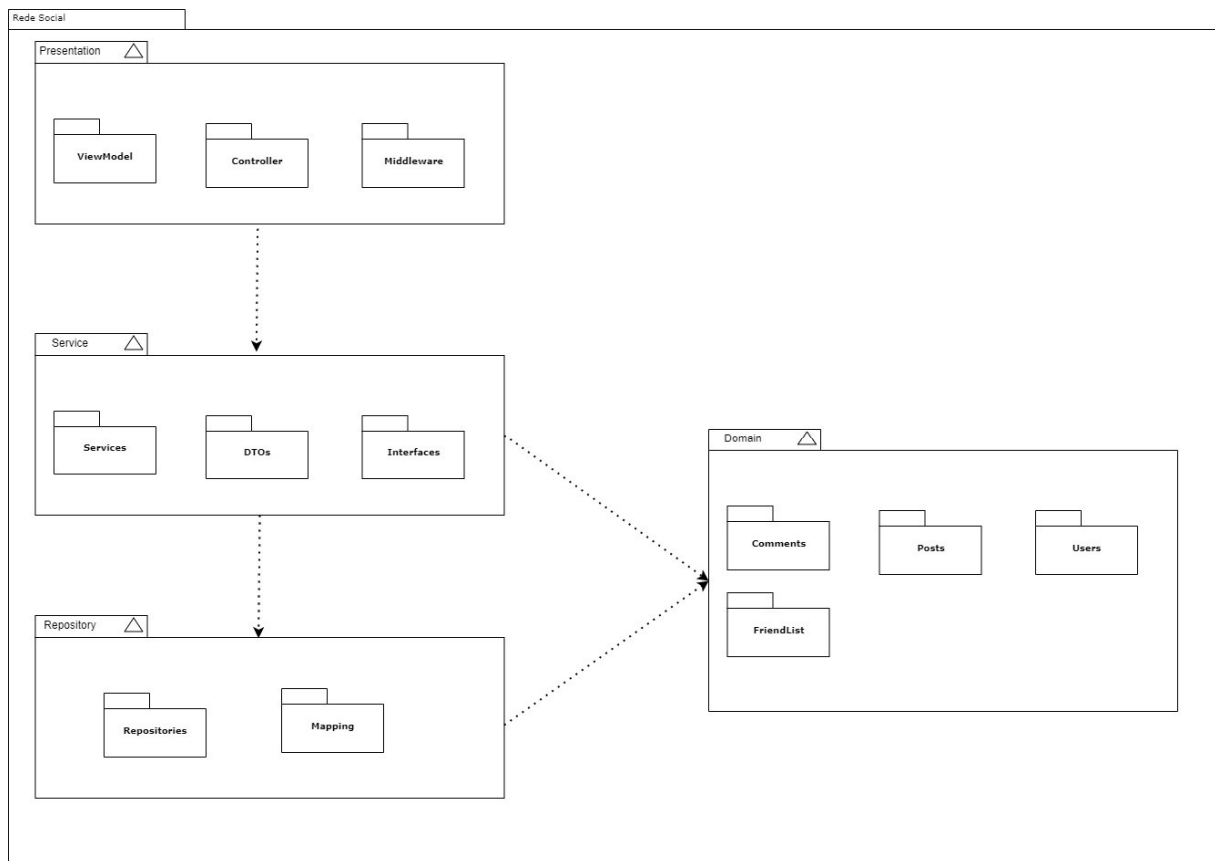 Rede Social
Presentation
ViewModel
Controller
Middleware
Service
Services
DTOs
Interfaces
Domain
Comments
Posts
Users
FriendList
Repository
Repositories
Mapping